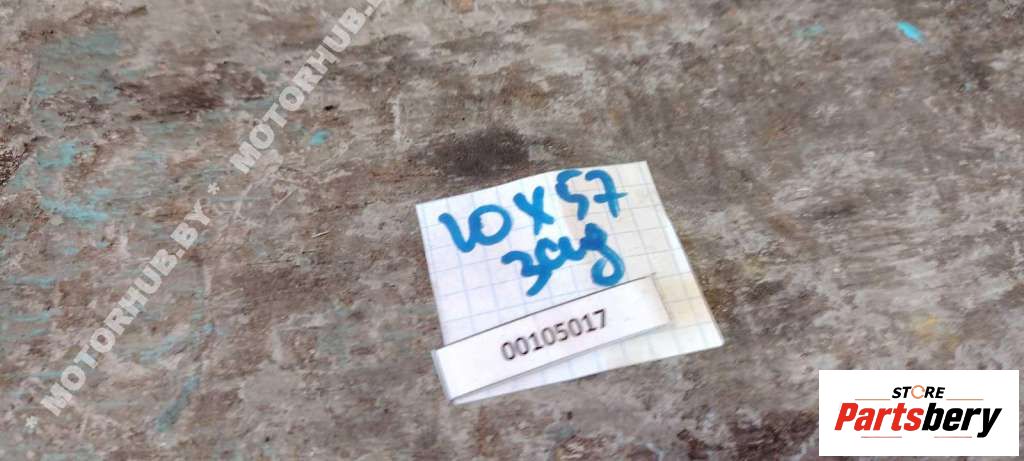 * MOTORHUB.BY * MOTORHUB.BY
10 X 57
зад
00105017
STORE
Partsbery